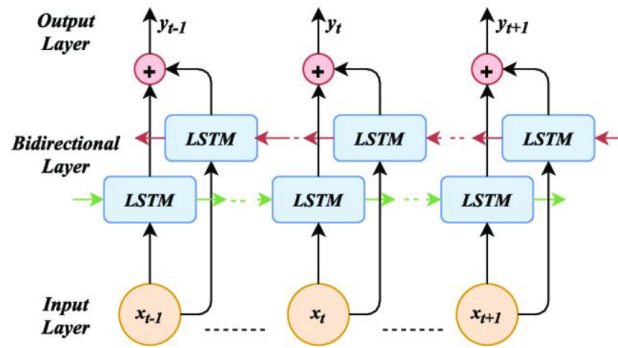 Output
Layer
y_{t-1}
y_t
y_{t+1}
+
+
+
Bidirectional
Layer
LSTM
LSTM
LSTM
LSTM
LSTM
LSTM
Input
Layer
x_{t-1}
x_t
x_{t+1}